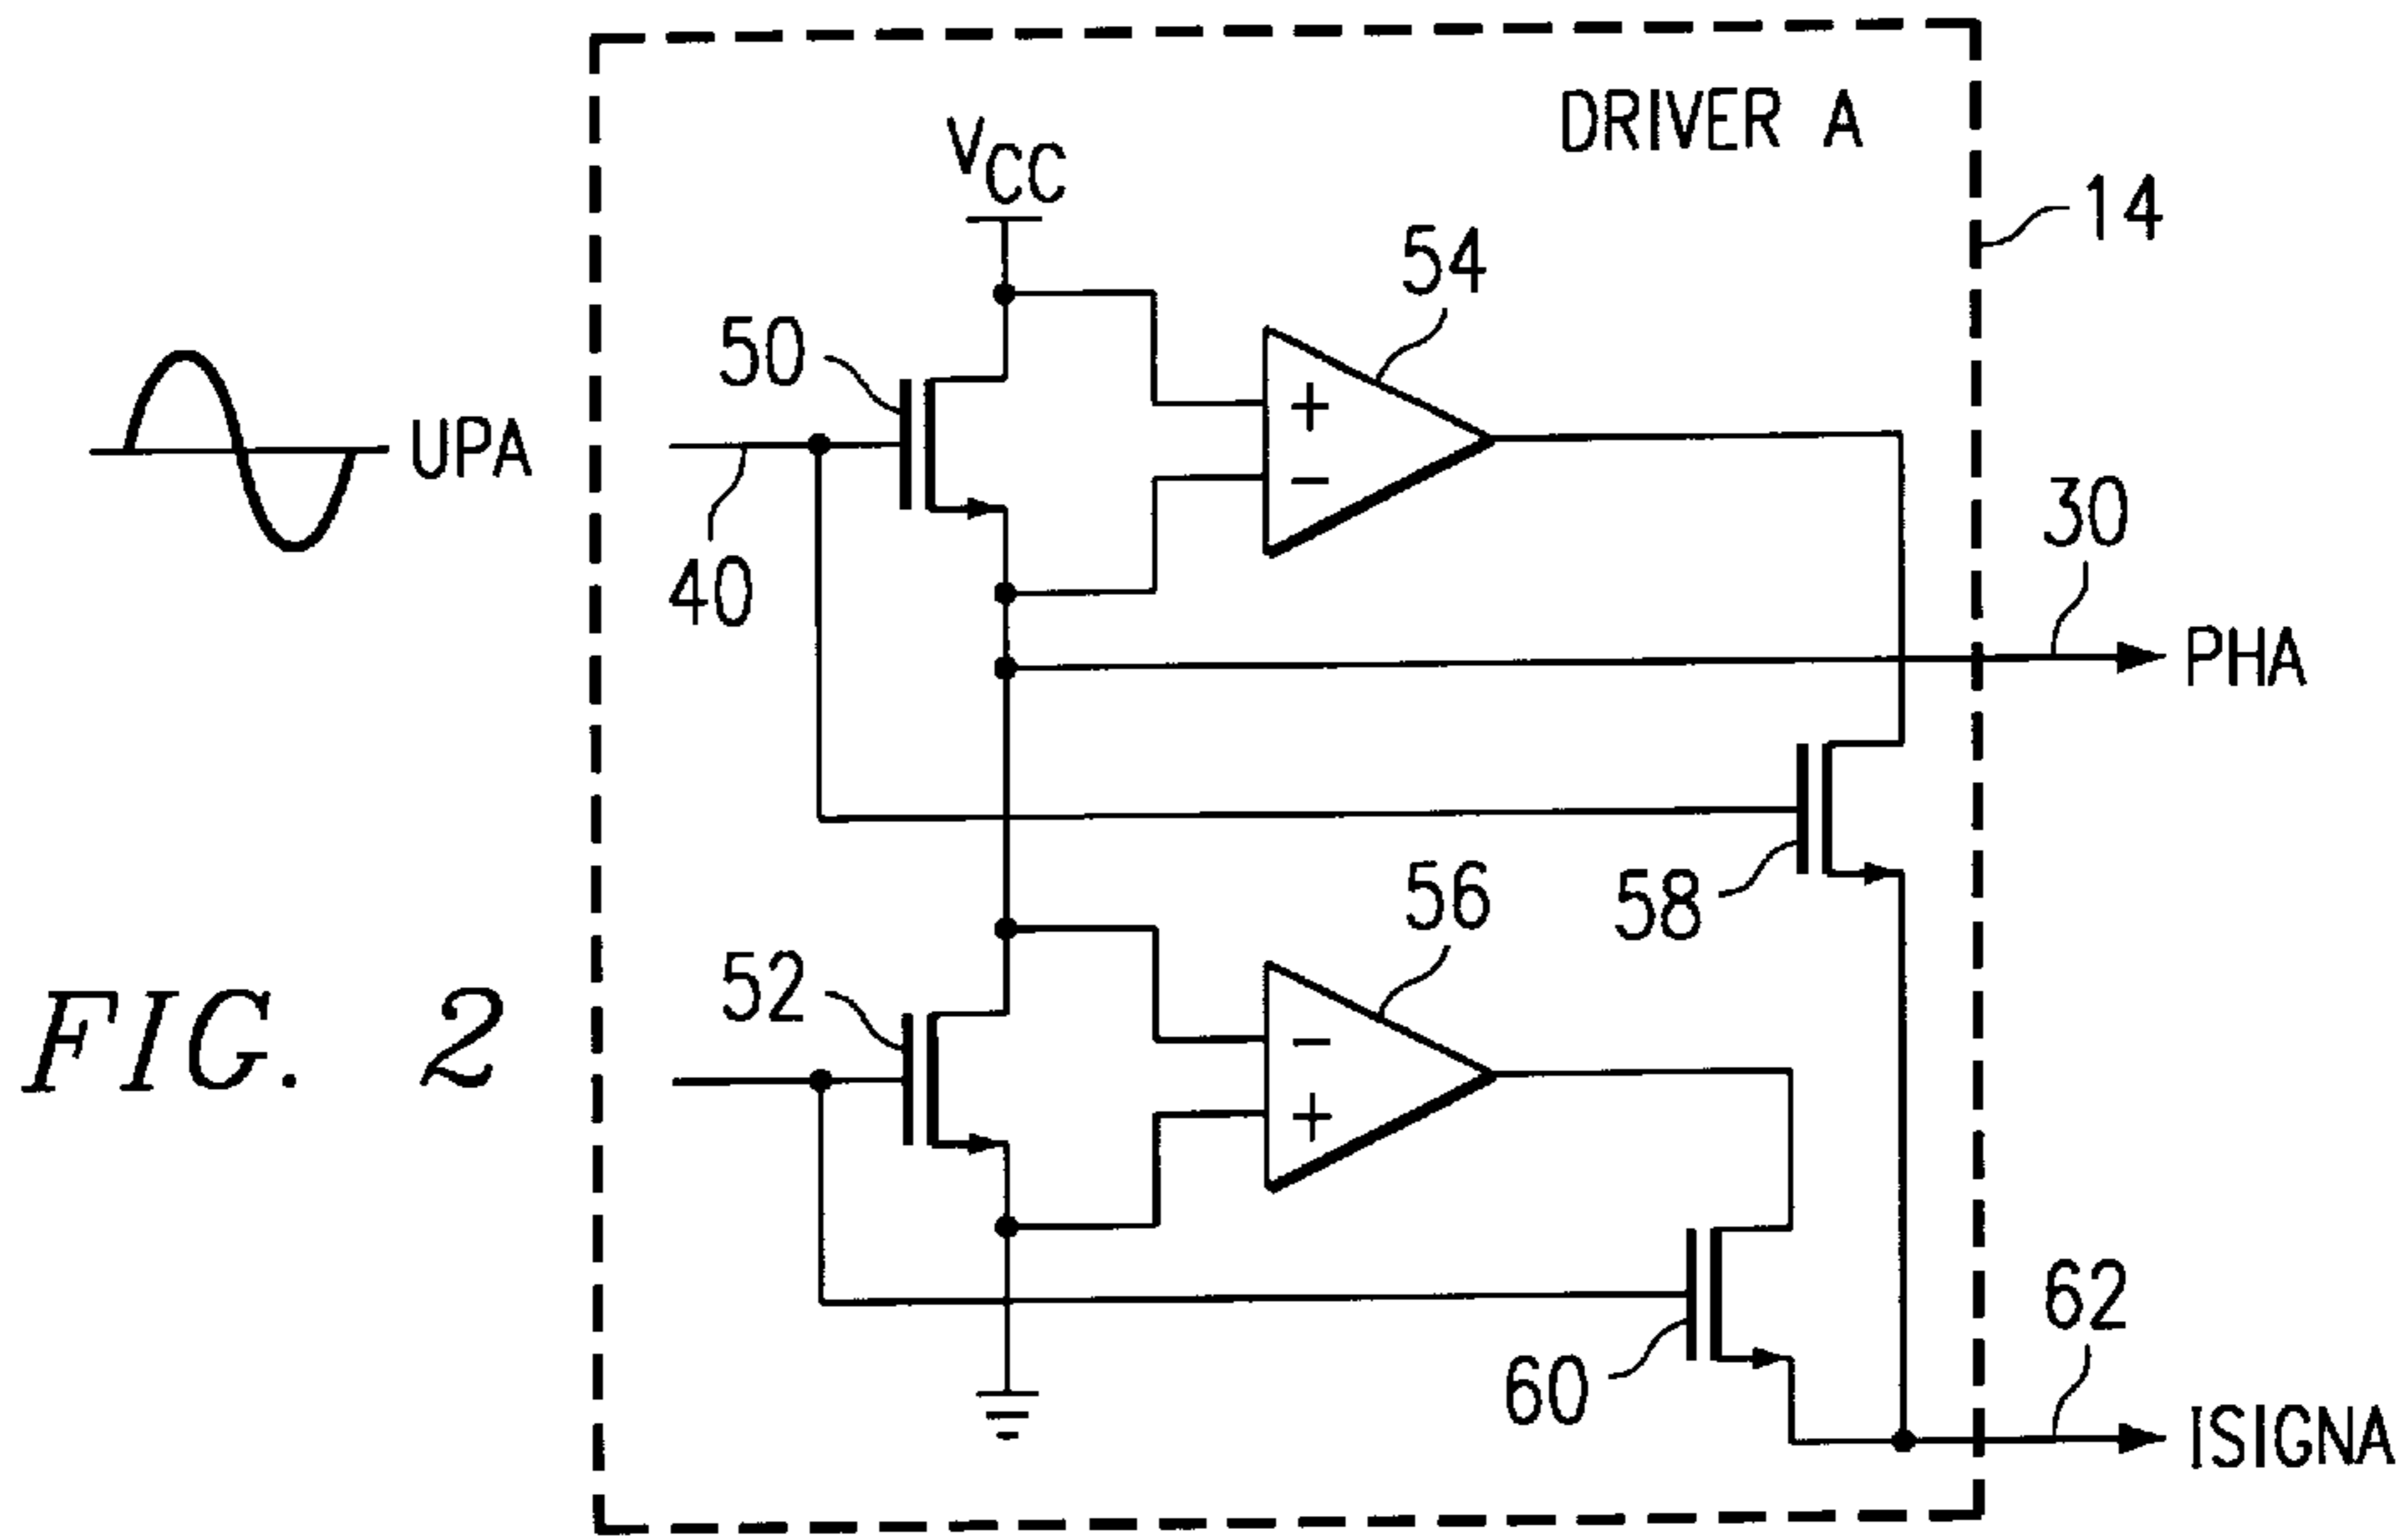 DRIVER A
VCC
14
54
50
UPA
+
−
30
40
PHA
56
58
52
FIG. 2
−
+
62
60
ISIGNA